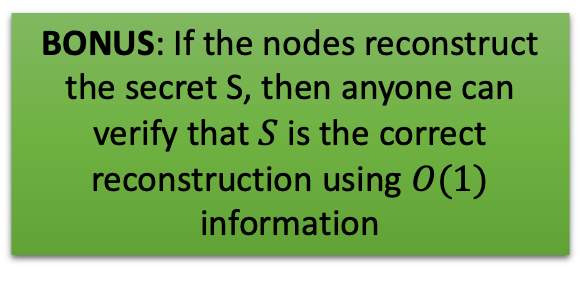 BONUS: If the nodes reconstruct
the secret S, then anyone can
verify that S is the correct
reconstruction using O(1)
information